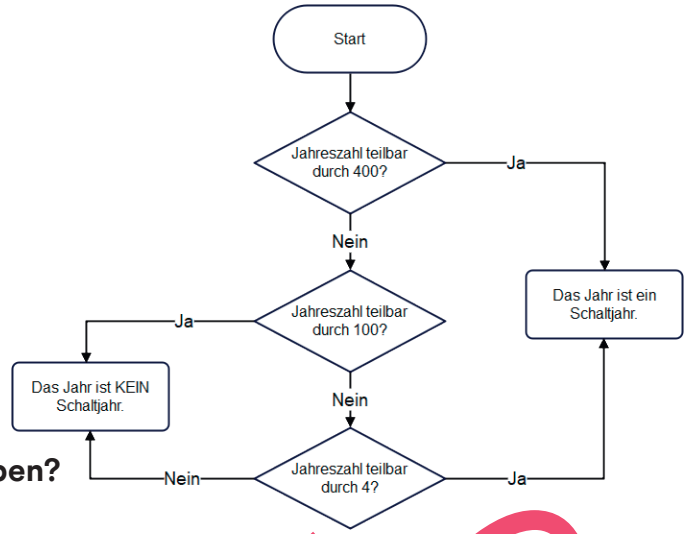 Start
Jahreszahl teilbar
durch 400?
Ja
Nein
Jahreszahl teilbar
durch 100?
Ja
Das Jahr ist ein
Schaltjahr.
Das Jahr ist KEIN
Schaltjahr.
Nein
Jahreszahl teilbar
durch 4?
Nein
Ja